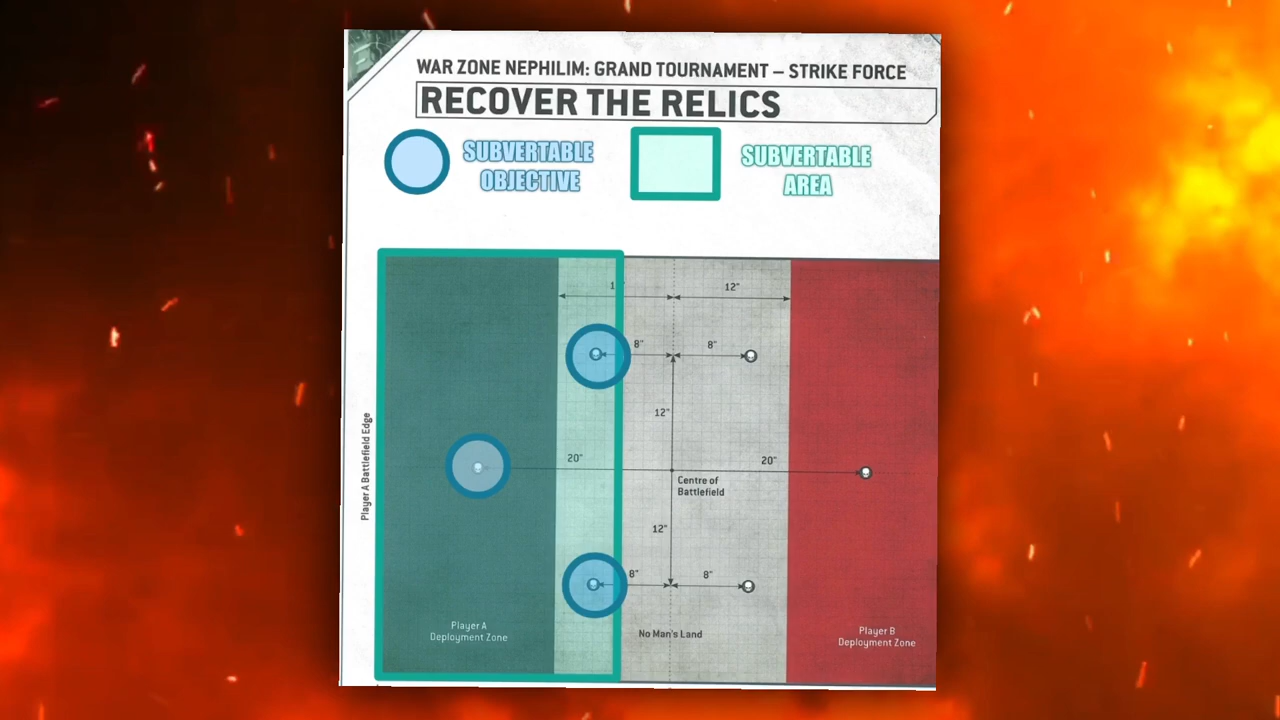 WAR ZONE NEPHILIM: GRAND TOURNAMENT – STRIKE FORCE
RECOVER THE RELICS
SUBVERTABLE
OBJECTIVE
SUBVERTABLE
AREA
12"
8"
8"
12"
20"
20"
Centre of
Battlefield
Player A Battlefield Edge
12"
8"
8"
Player A
Deployment Zone
No Man's Land
Player B
Deployment Zone